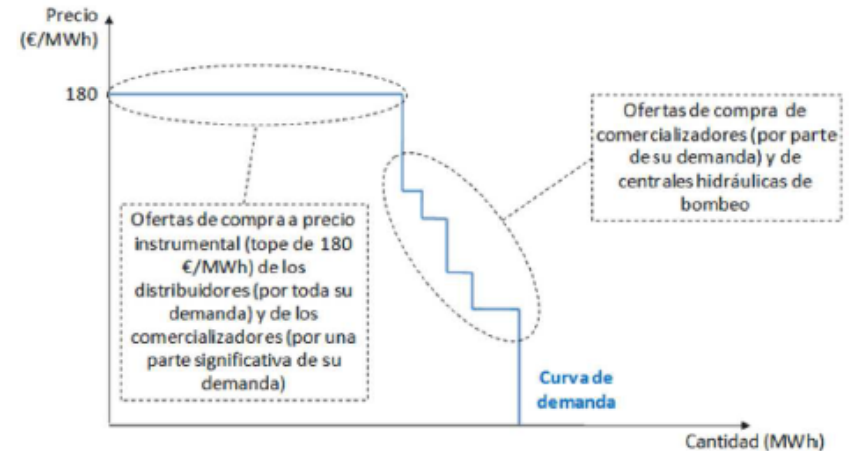 Precio
(€/MWh)
180
Ofertas de compra de
comercializadores (por parte
de su demanda) y de
centrales hidráulicas de
bombeo
Ofertas de compra a precio
instrumental (tope de 180
€/MWh) de los
distribuidores (por toda su
demanda) y de los
comercializadores (por una
parte significativa de su
demanda)
Curva de
demanda
Cantidad (MWh)